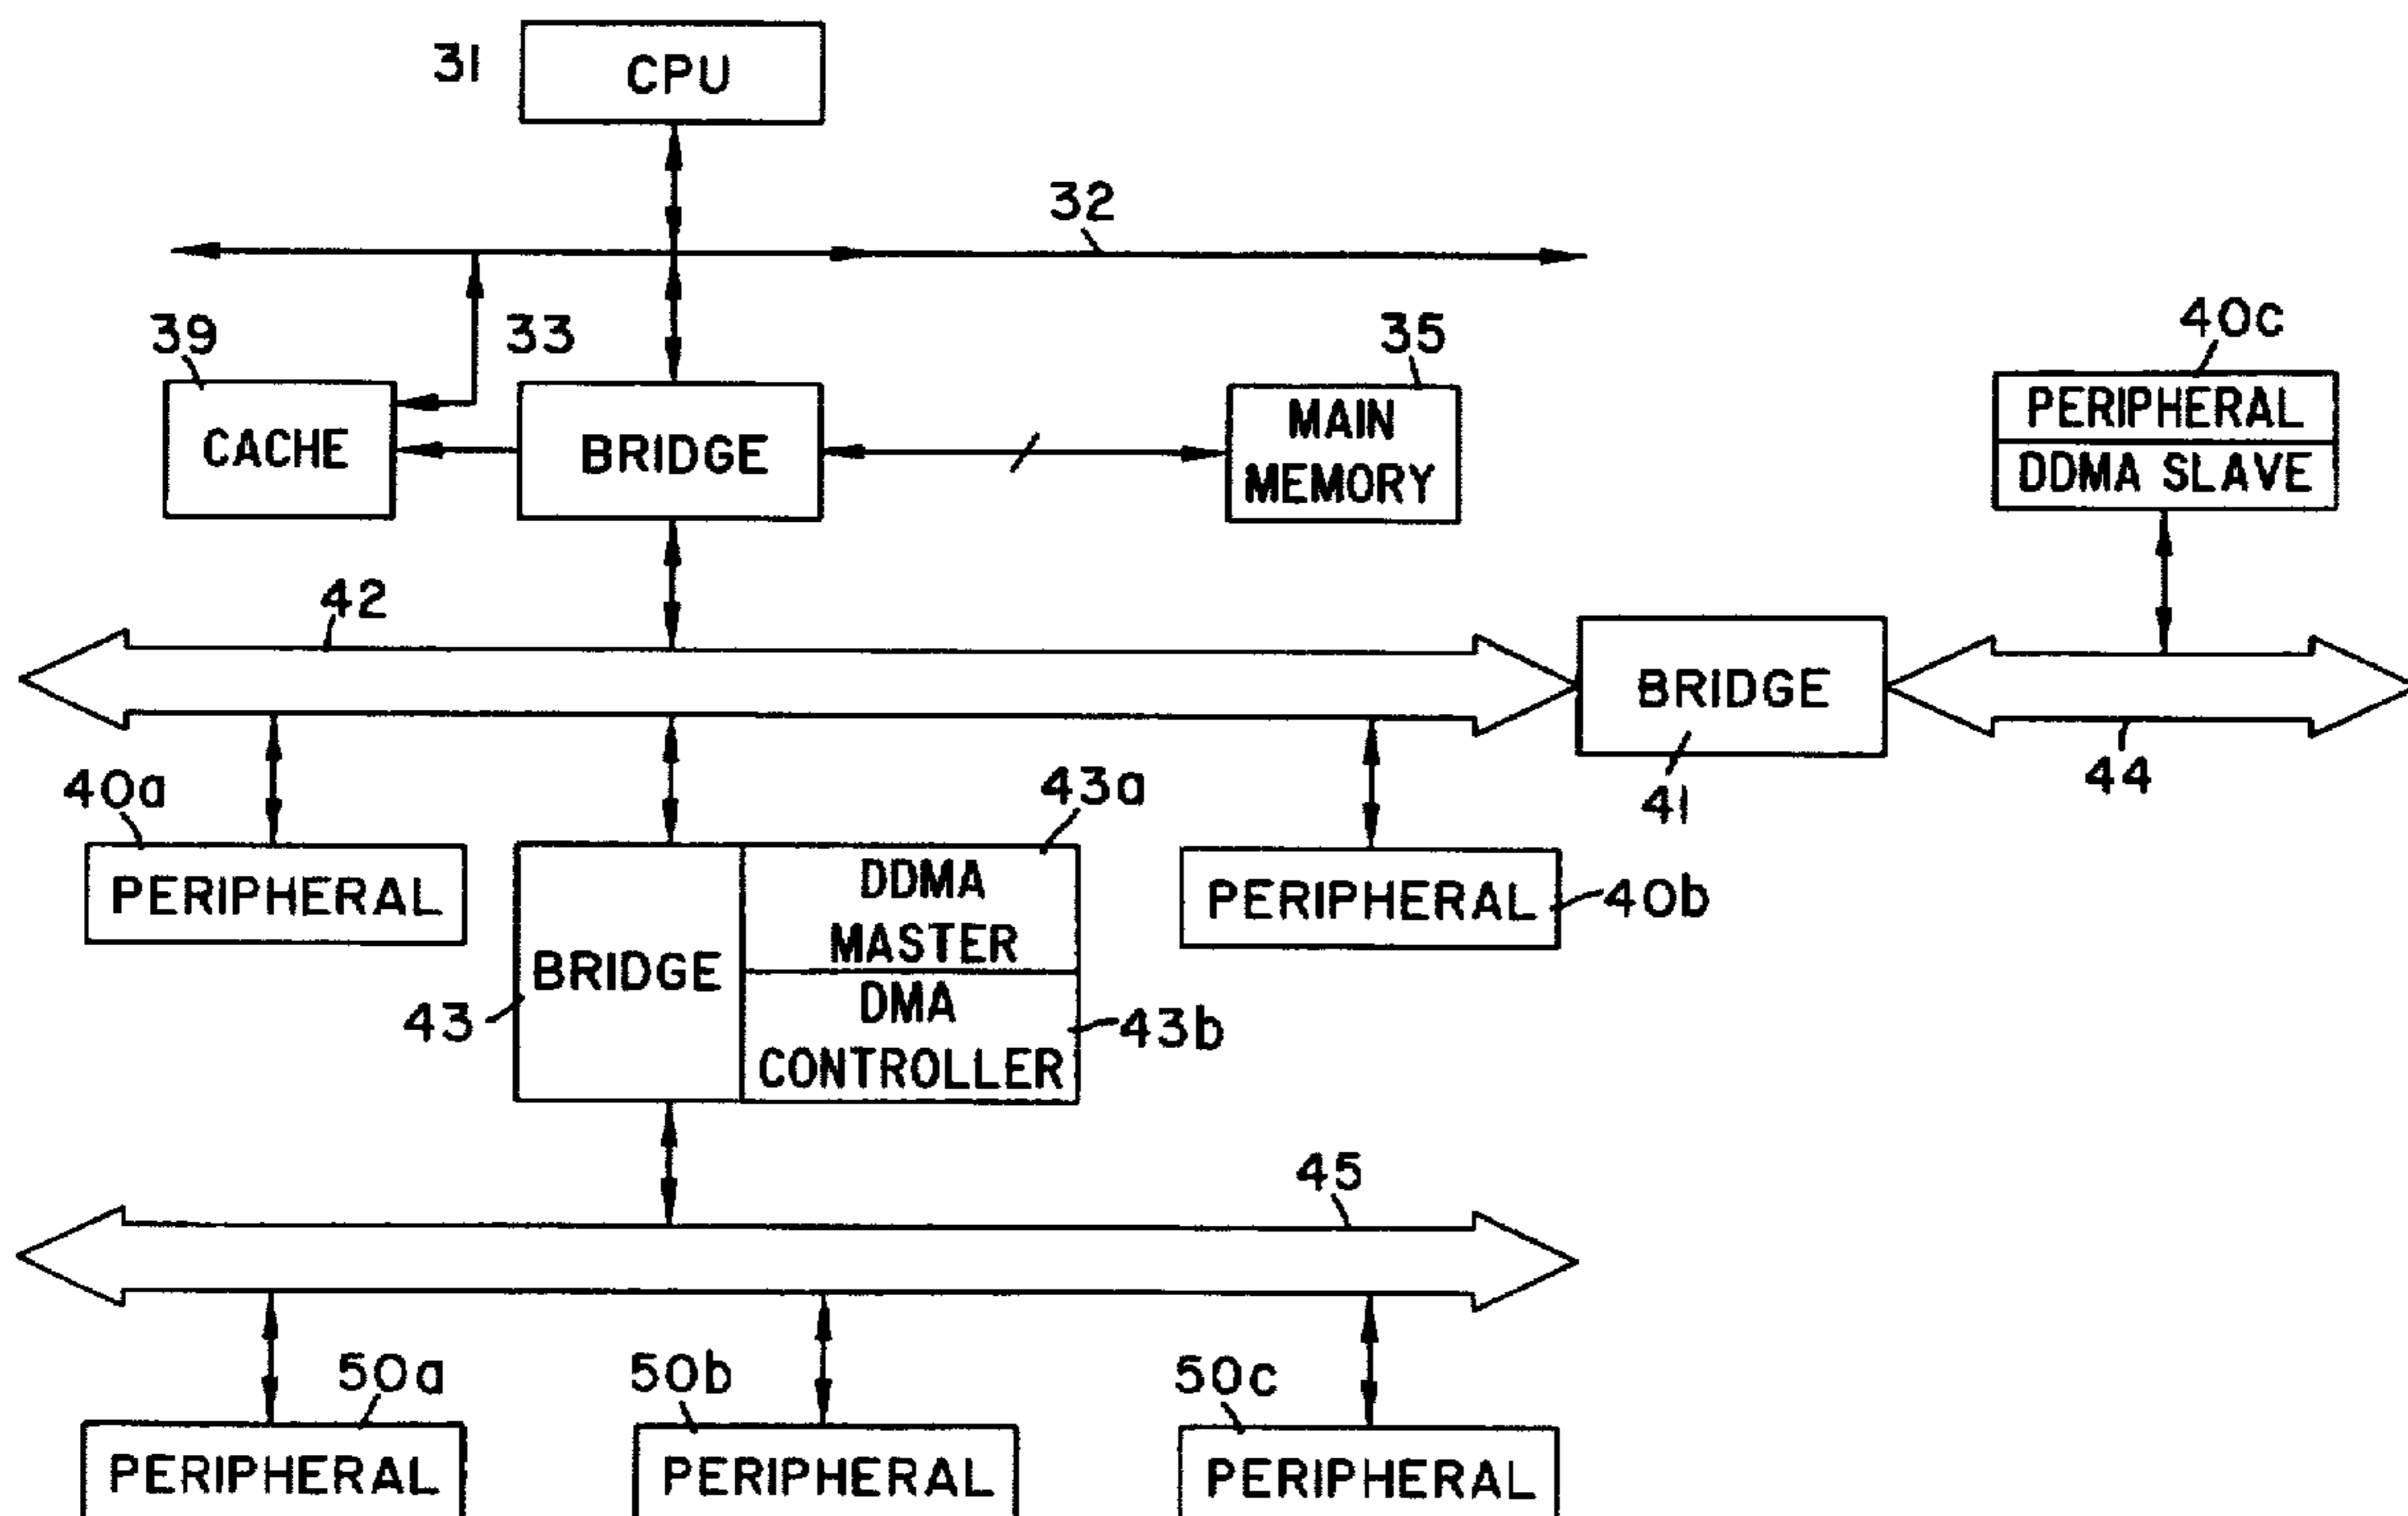 31
CPU
32
39
33
35
40c
CACHE
BRIDGE
MAIN
MEMORY
PERIPHERAL
DDMA SLAVE
42
BRIDGE
41
44
40a
43a
PERIPHERAL
BRIDGE
43
DDMA
MASTER
DMA
CONTROLLER
43b
PERIPHERAL
40b
45
50a
50b
50c
PERIPHERAL
PERIPHERAL
PERIPHERAL